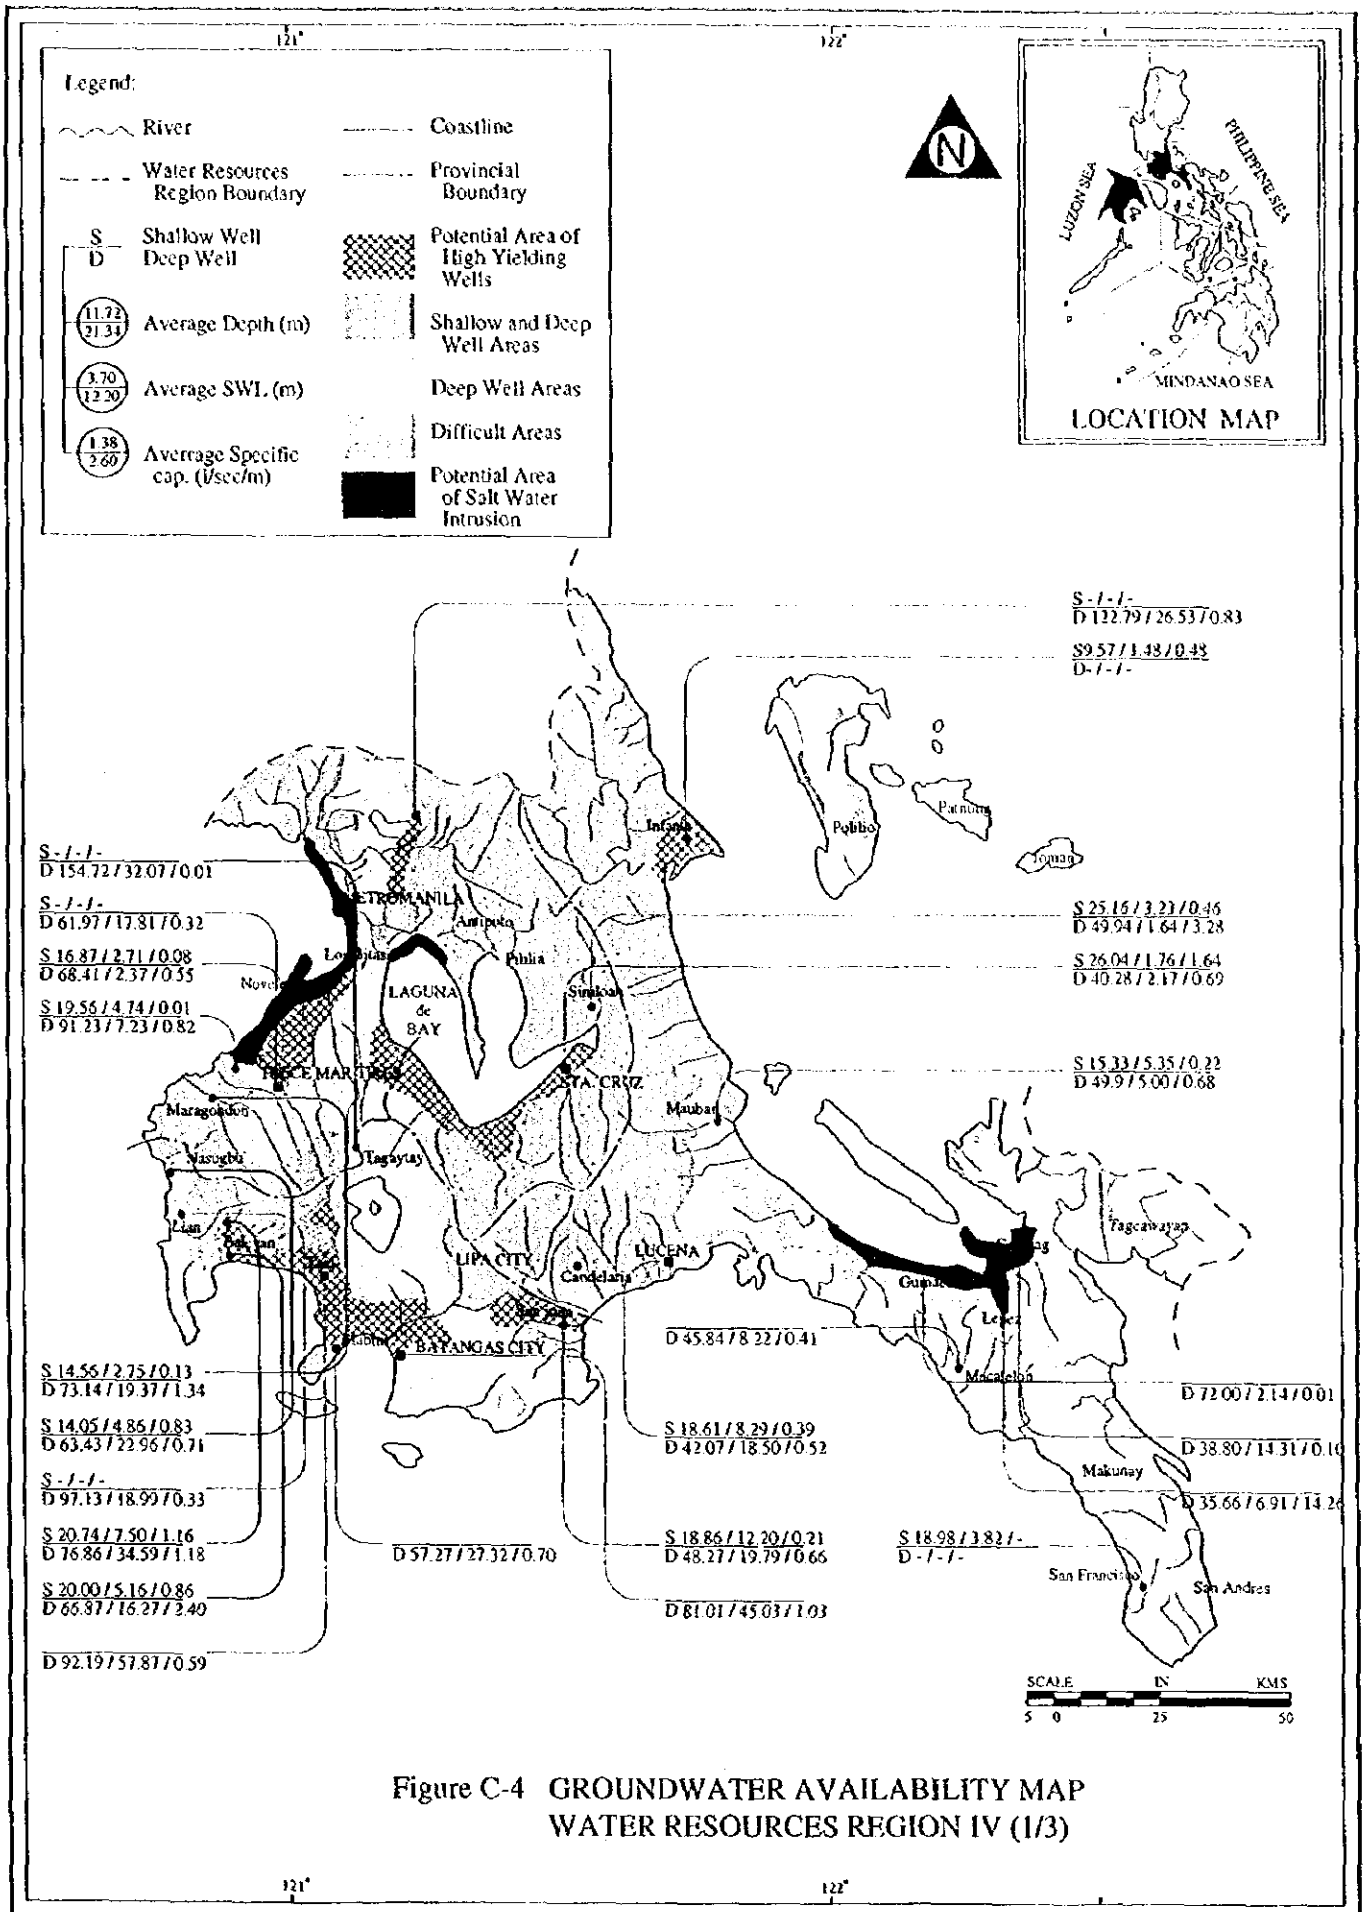 121°
122°
Legend:
River
Coastline
Water Resources
Region Boundary
Provincial
Boundary
S
D
Shallow Well
Deep Well
Potential Area of
High Yielding
Wells
11.72
21.34
Average Depth (m)
Shallow and Deep
Well Areas
3.70
12.20
Average SWL (m)
Deep Well Areas
1.38
2.60
Averrage Specific
cap. (l/sec/m)
Difficult Areas
Potential Area
of Salt Water
Intrusion
N
LUZON SEA
PHILIPPINE SEA
MINDANAO SEA
LOCATION MAP
S - / - / -
D 122.79 / 26.53 / 0.83
S9.57 / 1.48 / 0.48
D- / - / -
Polillo
Patnong
Infanta
S - / - / -
D 154.72 / 32.07 / 0.01
S - / - / -
D 61.97 / 17.81 / 0.32
S 16.87 / 2.71 / 0.08
D 68.41 / 2.37 / 0.55
S 19.56 / 4.74 / 0.01
D 91.23 / 7.23 / 0.82
ETROMANILA
Antipolo
Pililia
LAGUNA
de
BAY
Siniloan
S 25.16 / 3.23 / 0.46
D 49.94 / 1.64 / 3.28
S 26.04 / 1.76 / 1.64
D 40.28 / 2.17 / 0.69
S 15.33 / 5.35 / 0.22
D 49.9 / 5.00 / 0.68
STA. CRUZ
Mauban
Maragondon
Tagaytay
Nasugbu
Lian
LIPA CITY
LUCENA
Candelaria
San Juan
BATANGAS CITY
Tagcawayan
Macalelon
D 45.84 / 8.22 / 0.41
D 72.00 / 2.14 / 0.01
S 14.56 / 2.75 / 0.13
D 73.14 / 19.37 / 1.34
S 14.05 / 4.86 / 0.83
D 63.43 / 22.96 / 0.71
S 18.61 / 8.29 / 0.39
D 42.07 / 18.50 / 0.52
D 38.80 / 14.31 / 0.10
Makunay
S - / - / -
D 97.13 / 18.99 / 0.33
D 35.66 / 6.91 / 14.26
S 20.74 / 7.50 / 1.16
D 76.86 / 34.59 / 1.18
D 57.27 / 27.32 / 0.70
S 18.86 / 12.20 / 0.21
D 48.27 / 19.79 / 0.66
S 18.98 / 3.82 / -
D - / - / -
San Francisco
San Andres
S 20.00 / 5.16 / 0.86
D 66.87 / 16.27 / 2.40
D 81.01 / 45.03 / 1.03
D 92.19 / 57.87 / 0.59
SCALE IN KMS
5 0 25 50
Figure C-4 GROUNDWATER AVAILABILITY MAP
WATER RESOURCES REGION IV (1/3)
121°
122°